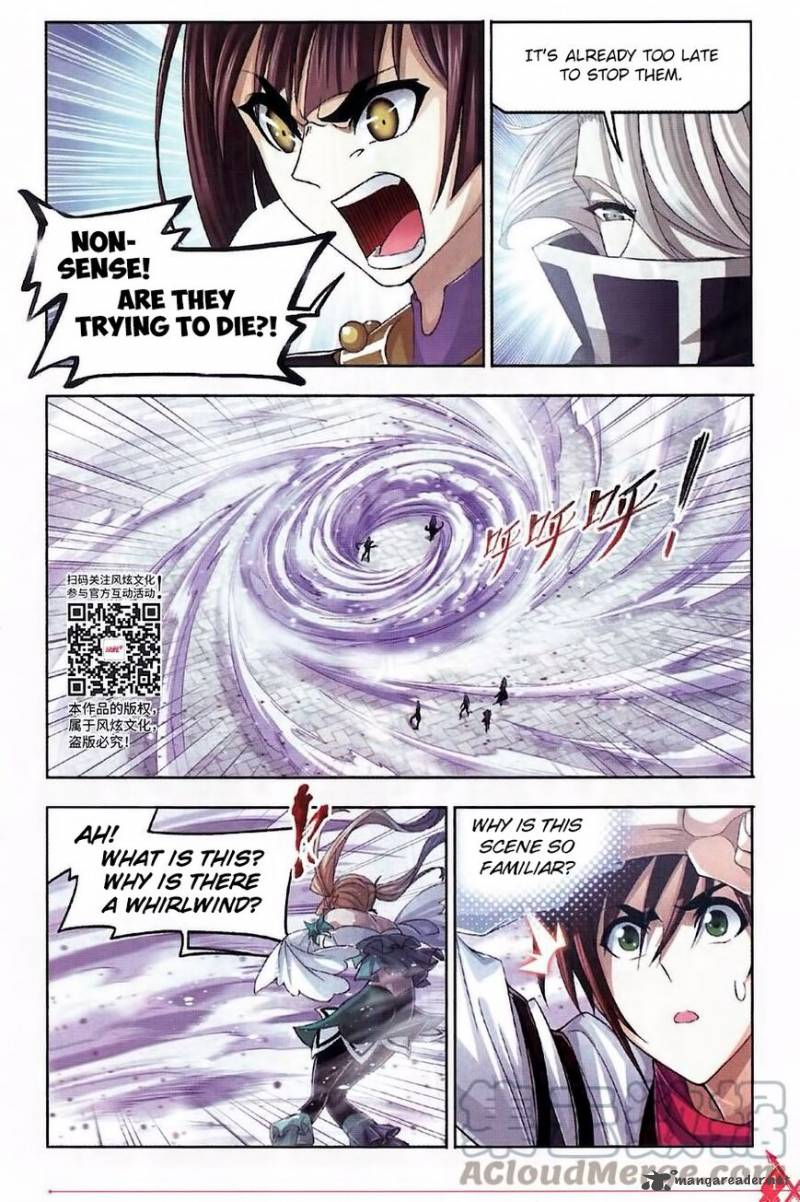 IT'S ALREADY TOO LATE
TO STOP THEM.
NON-
SENSE!
ARE THEY
TRYING TO DIE?!
呼呼呼!
扫码关注风炫文化
参与官方互动活动!
本作品的版权,
属于风炫文化,
盗版必究!
AH!
WHAT IS THIS?
WHY IS THERE
A WHIRLWIND?
WHY IS THIS
SCENE SO
FAMILIAR?
ACloudMerge.com
mangareader.net